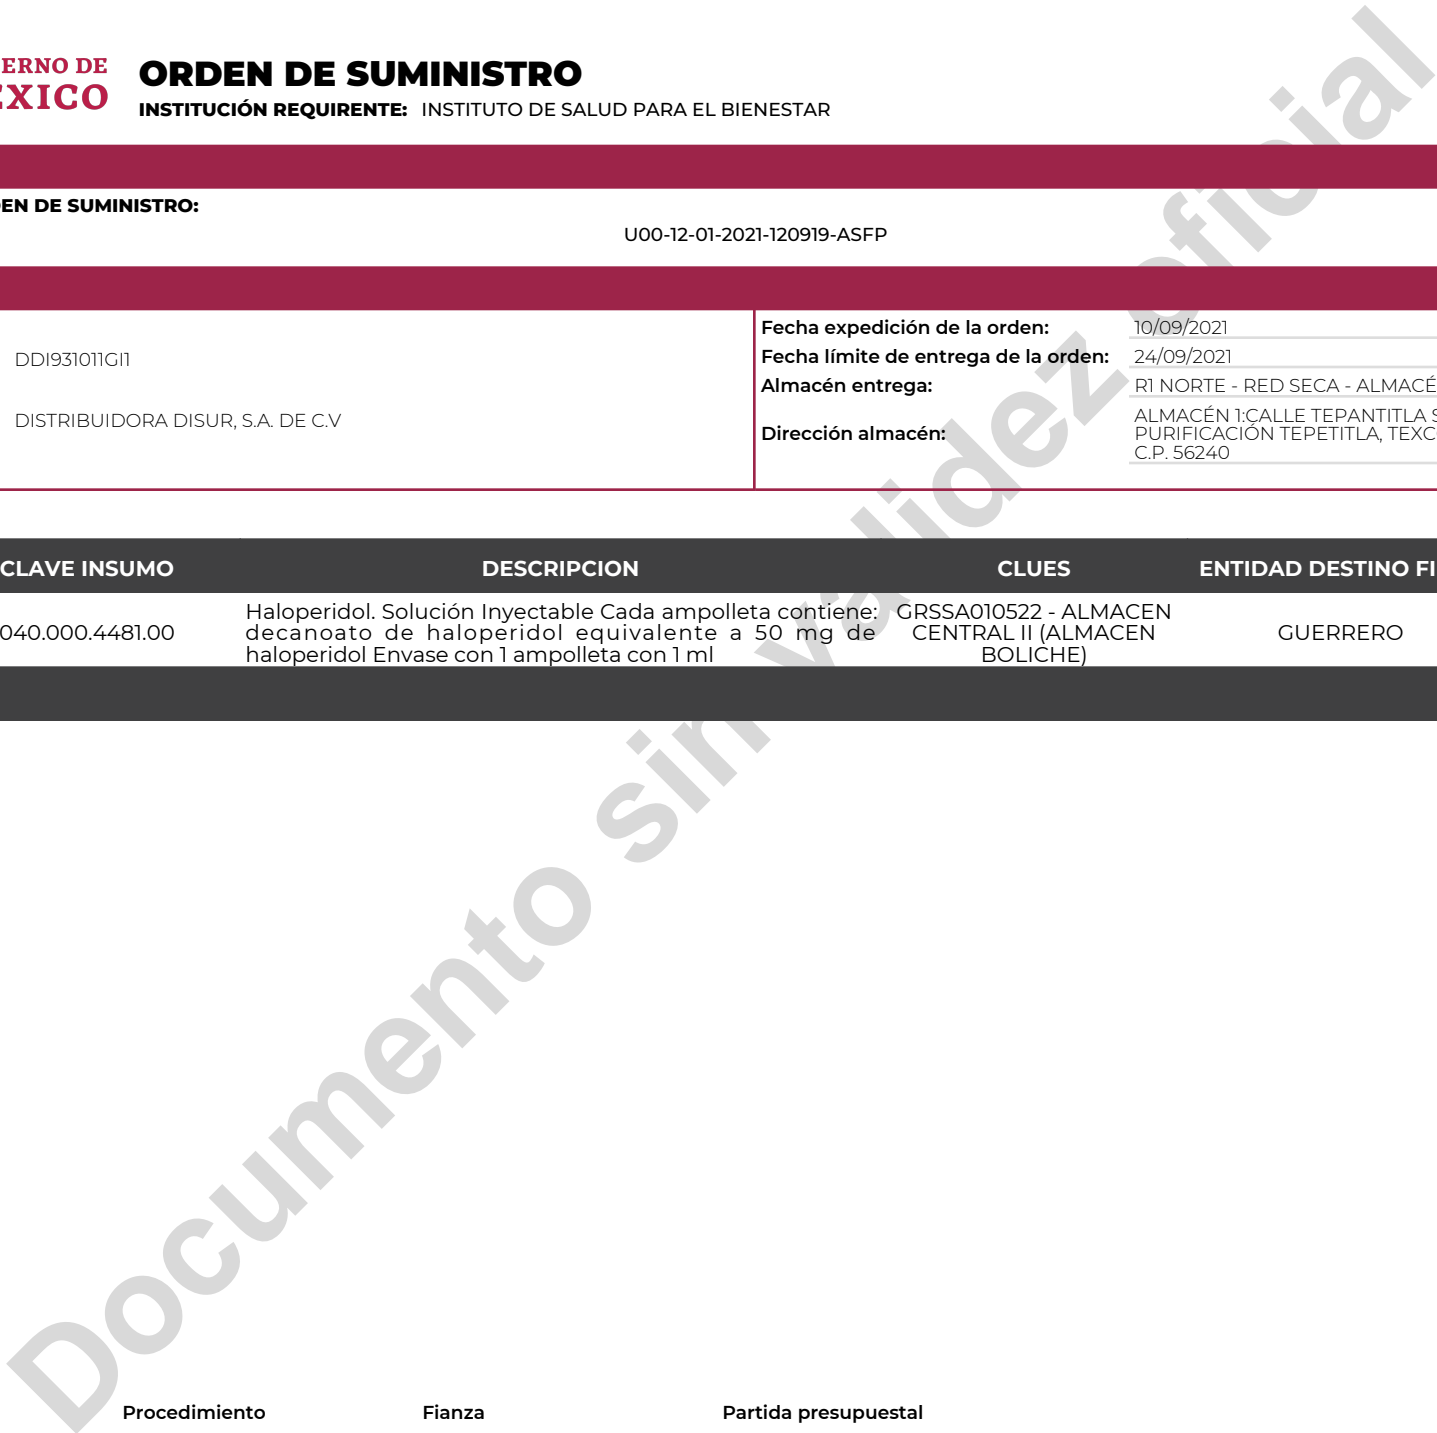 ERNO DE
ÉXICO
ORDEN DE SUMINISTRO
INSTITUCIÓN REQUIRENTE: INSTITUTO DE SALUD PARA EL BIENESTAR
EN DE SUMINISTRO:
U00-12-01-2021-120919-ASFP
DDI931011GI1
DISTRIBUIDORA DISUR, S.A. DE C.V
Fecha expedición de la orden: 10/09/2021
Fecha límite de entrega de la orden: 24/09/2021
Almacén entrega: R1 NORTE - RED SECA - ALMACÉ
Dirección almacén:
ALMACÉN 1:CALLE TEPANTITLA S
PURIFICACIÓN TEPETITLA, TEXC
C.P. 56240
CLAVE INSUMO DESCRIPCION CLUES ENTIDAD DESTINO FI
040.000.4481.00
Haloperidol. Solución Inyectable Cada ampolleta contiene:
decanoato de haloperidol equivalente a 50 mg de
haloperidol Envase con 1 ampolleta con 1 ml
GRSSA010522 - ALMACEN
CENTRAL II (ALMACEN
BOLICHE)
GUERRERO
Documento sin validez oficial
Procedimiento Fianza Partida presupuestal